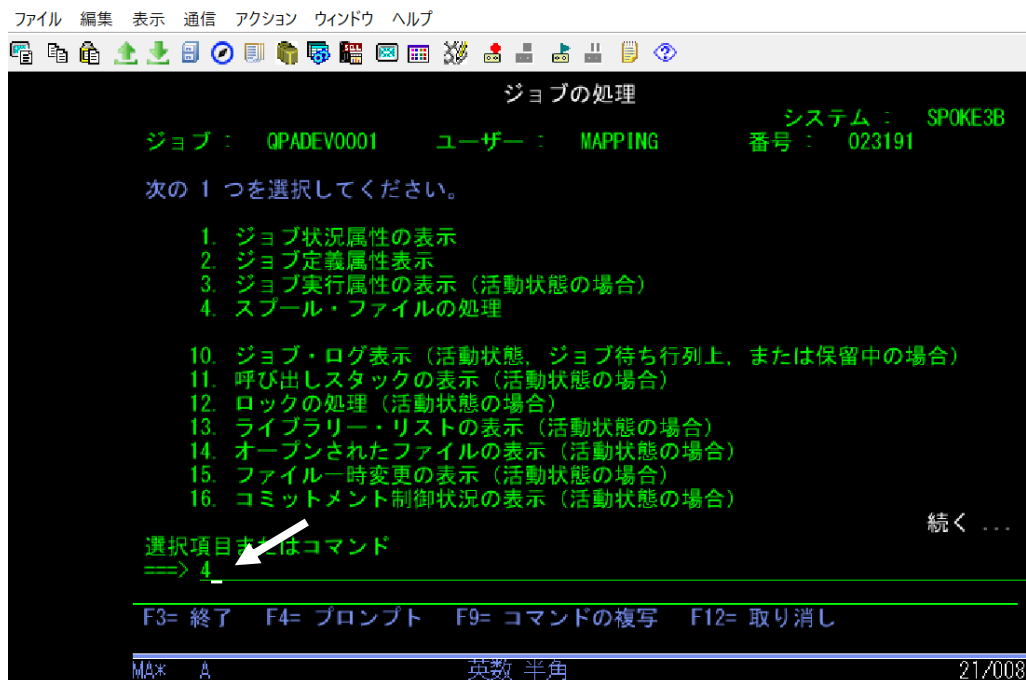 ファイル 編集 表示 通信 アクション ウィンドウ ヘルプ
ジョブの処理
システム : SPOKE3B
ジョブ : QPADEV0001 ユーザー : MAPPING 番号 : 023191
次の 1 つを選択してください。
1. ジョブ状況属性の表示
2. ジョブ定義属性表示
3. ジョブ実行属性の表示 (活動状態の場合)
4. スプール・ファイルの処理
10. ジョブ・ログ表示 (活動状態, ジョブ待ち行列上, または保留中の場合)
11. 呼び出しスタックの表示 (活動状態の場合)
12. ロックの処理 (活動状態の場合)
13. ライブラリー・リストの表示 (活動状態の場合)
14. オープンされたファイルの表示 (活動状態の場合)
15. ファイル一時変更の表示 (活動状態の場合)
16. コミットメント制御状況の表示 (活動状態の場合)
続く ...
選択項目またはコマンド
===> 4
F3= 終了 F4= プロンプト F9= コマンドの複写 F12= 取り消し
MA* A 英数 半角 21/008